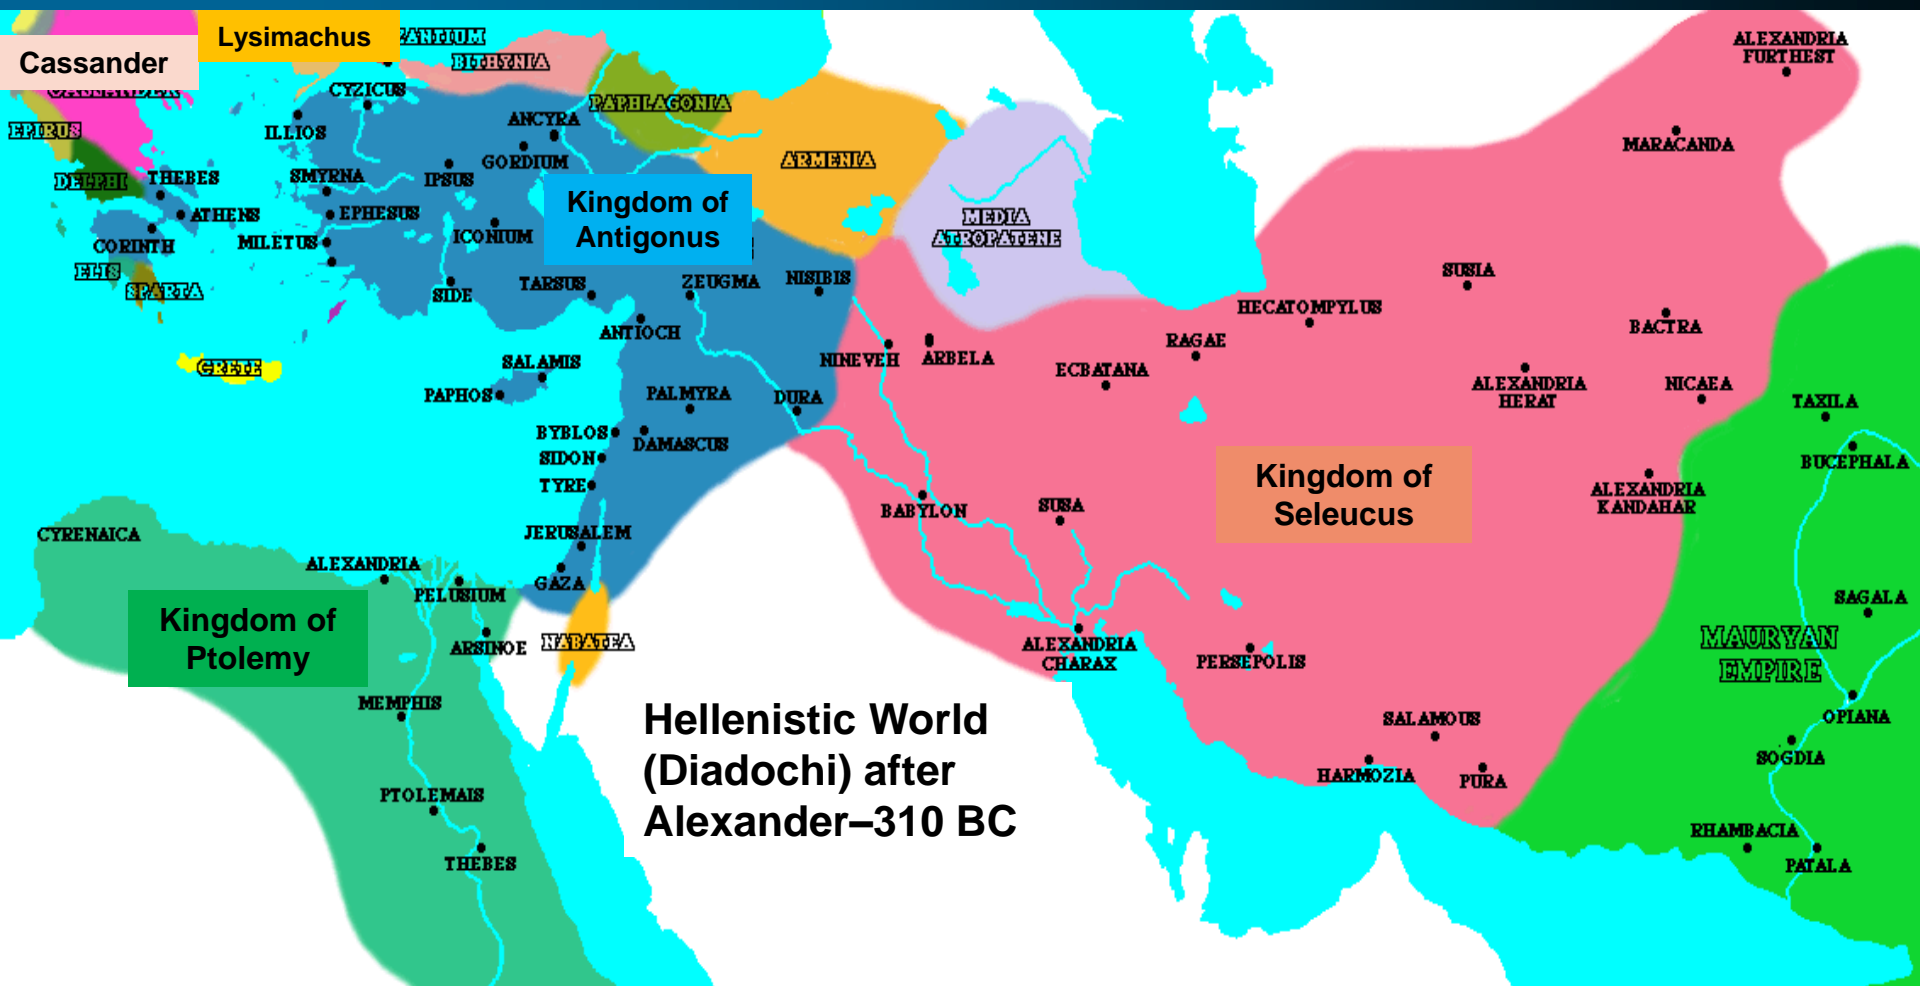 Cassander
Lysimachus
BITHYNIA
CYZICUS
ILLIOS
EPIRUS
PAPHLAGONIA
ANCYRA
GORDIUM
ARMENIA
ALEXANDRIA
FURTHEST
MARACANDA
DELPHI
THEBES
SMYRNA
IPSUS
ATHENS
EPHESUS
Kingdom of
Antigonus
MEDIA
ATROPATENE
CORINTH
MILETUS
ICONIUM
ELIS
SPARTA
SIDE
TARSUS
ZEUGMA
NISIBIS
SUSIA
HECATOMPYLUS
BACTRA
ANTIOCH
RAGAE
NINEVEH
ARBELA
ECBATANA
CRETE
SALAMIS
PAPHOS
PALMYRA
DURA
ALEXANDRIA
HERAT
NICAEA
TAXILA
BYBLOS
DAMASCUS
SIDON
TYRE
BUCEPHALA
Kingdom of
Seleucus
ALEXANDRIA
KANDAHAR
BABYLON
SUSA
CYRENAICA
JERUSALEM
ALEXANDRIA
GAZA
PELUSIUM
Kingdom of
Ptolemy
ARSINOE
NABATEA
ALEXANDRIA
CHARAX
PERSEPOLIS
SAGALA
MAURYAN
EMPIRE
MEMPHIS
Hellenistic World
(Diadochi) after
Alexander–310 BC
SALAMOUS
OPIANA
HARMOZIA
PURA
SOGDIA
PTOLEMAIS
THEBES
RHAMBACIA
PATALA